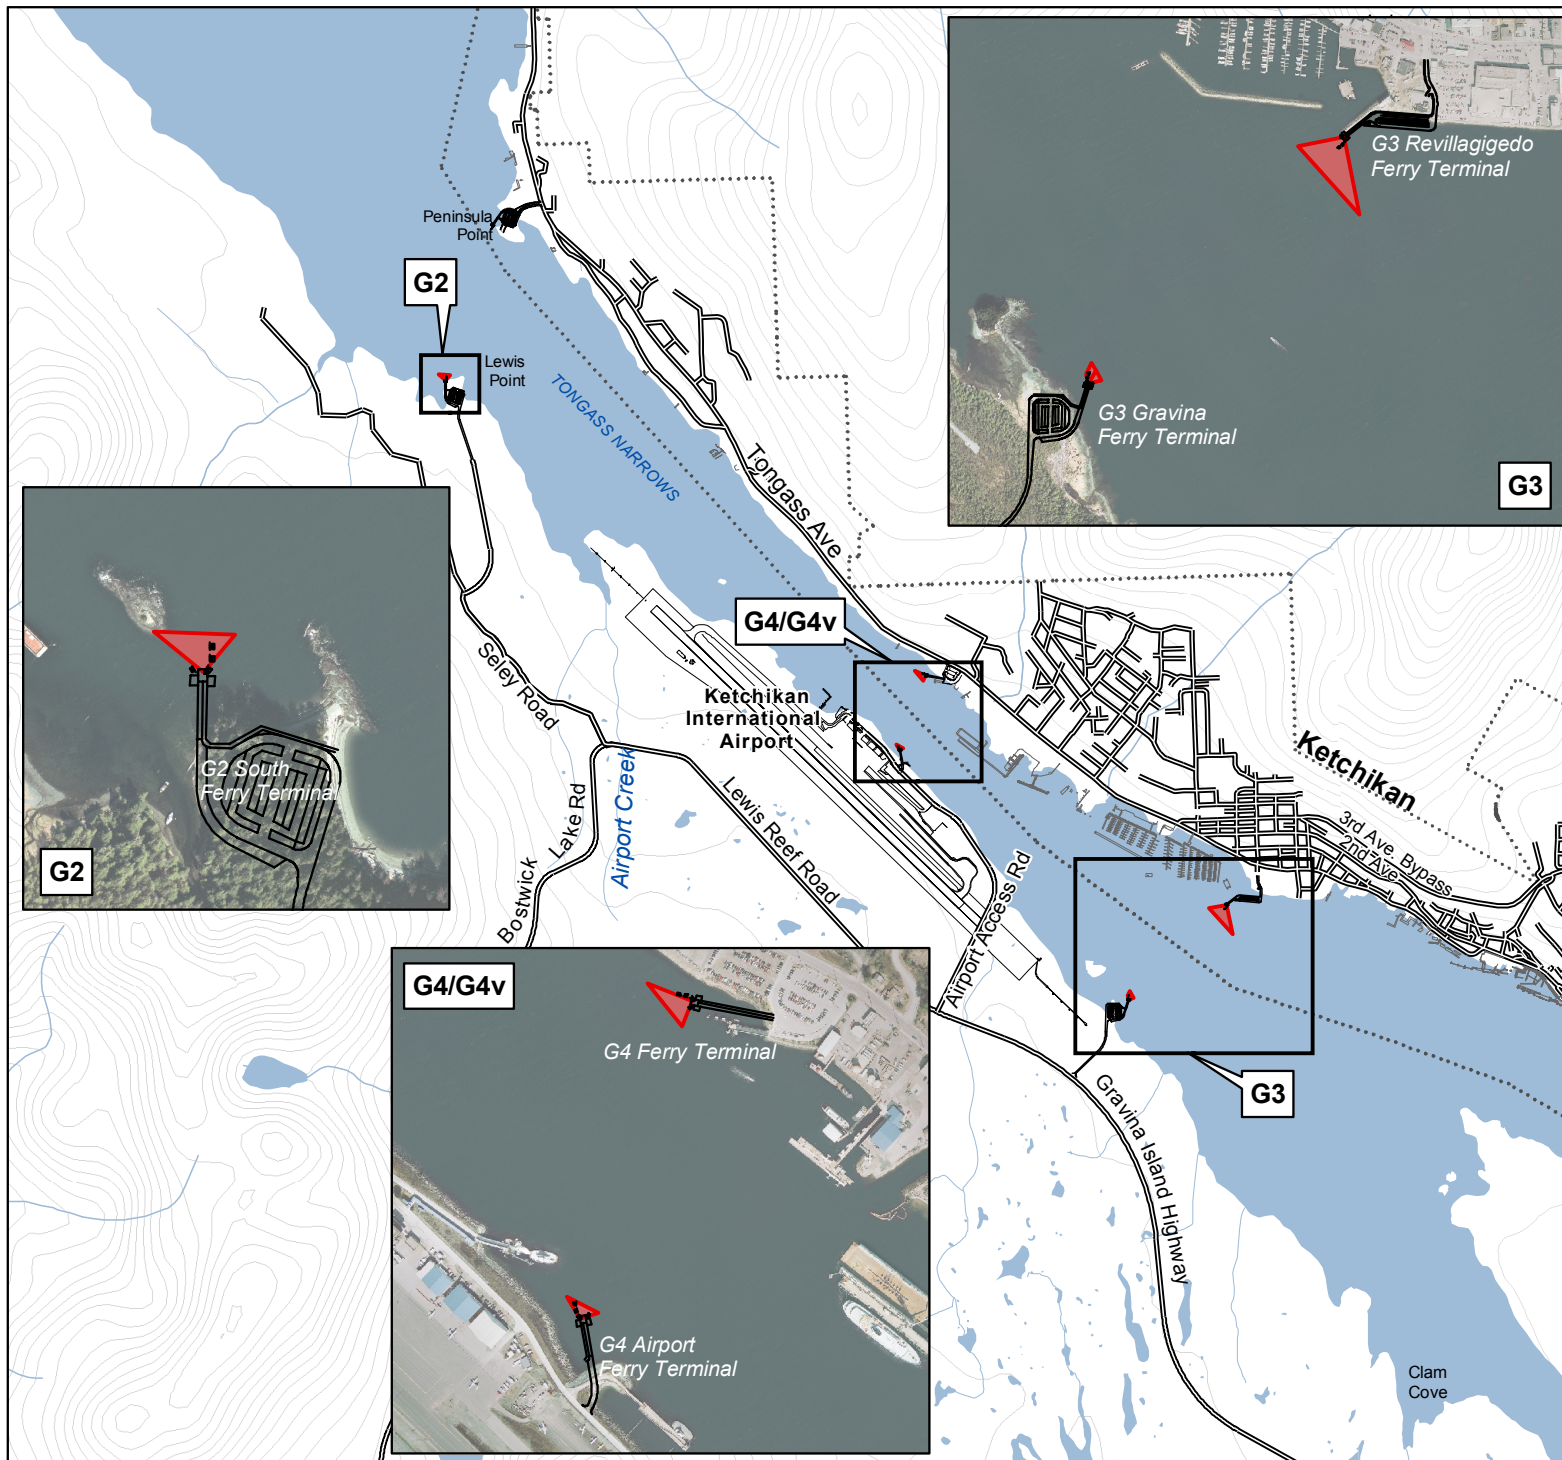 G3 Revillagigedo
Ferry Terminal
G3 Gravina
Ferry Terminal
G3
Peninsula
Point
G2
Lewis
Point
TONGASS NARROWS
Tongass Ave
G2 South
Ferry Terminal
G2
G4/G4v
Seley Road
Ketchikan
International
Airport
Ketchikan
Airport Creek
Bostwick
Lake Rd
Lewis Reef Road
Airport Access Rd
3rd Ave. Bypass
2nd Ave
G4/G4v
G4 Ferry Terminal
G4 Airport
Ferry Terminal
G3
Gravina Island Highway
Clam
Cove